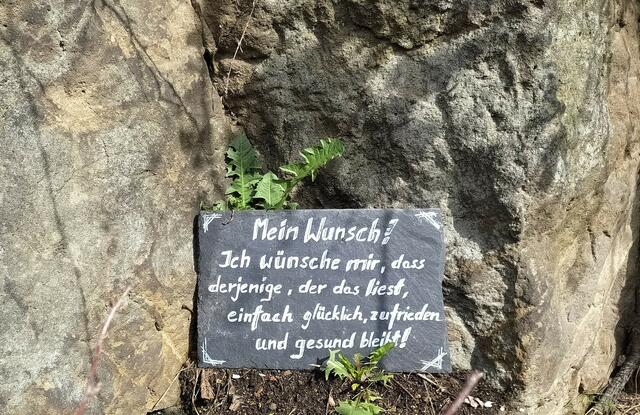 Mein Wunsch!
Ich wünsche mir, dass
derjenige, der das liest,
einfach glücklich, zufrieden
und gesund bleibt!